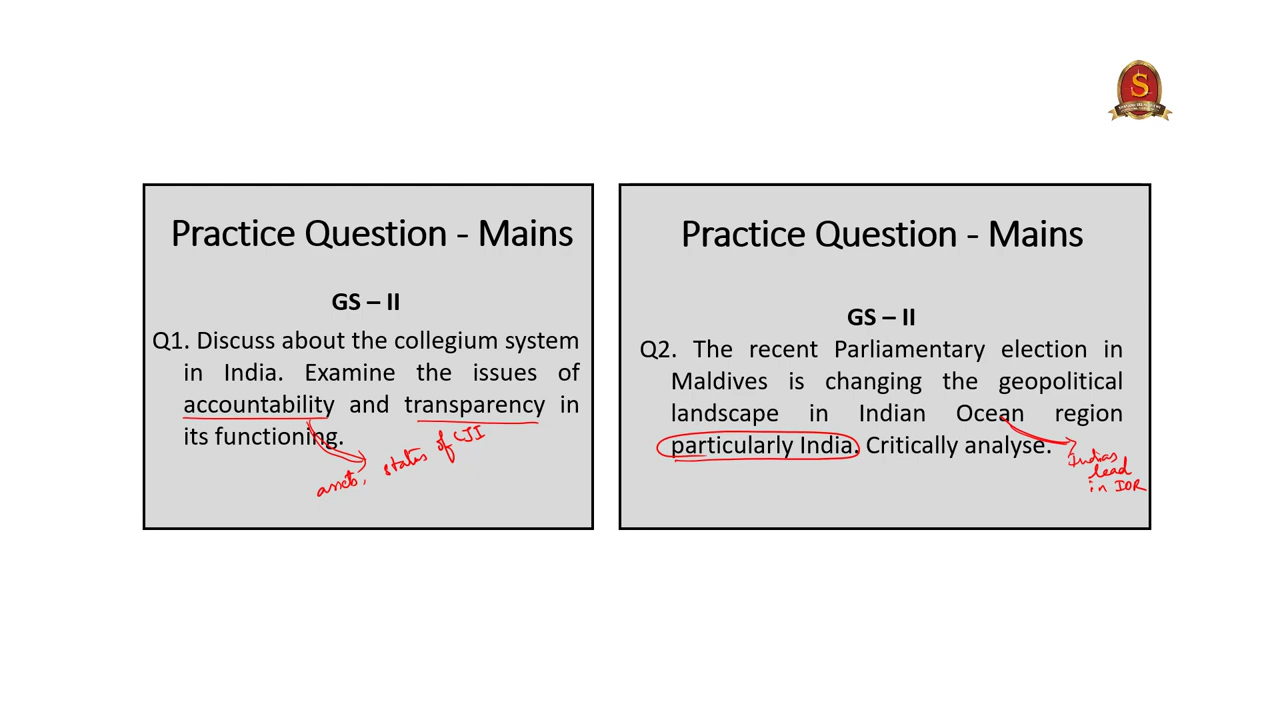 S
Practice Question - Mains
GS – II
Q1. Discuss about the collegium system
in India. Examine the issues of
accountability and transparency in
its functioning.
assets, status of CJI
Practice Question - Mains
GS – II
Q2. The recent Parliamentary election in
Maldives is changing the geopolitical
landscape in Indian Ocean region
particularly India. Critically analyse.
Indias
lead
in IOR